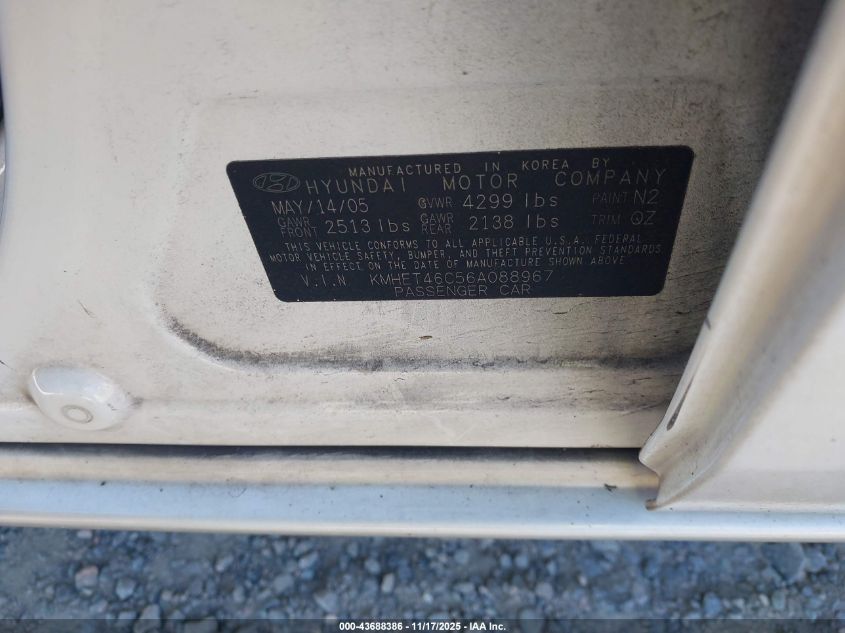 MANUFACTURED IN KOREA BY
HYUNDAI MOTOR COMPANY
MAY/14/05 GVWR 4299 lbs PAINT N2
GAWR FRONT 2513 lbs GAWR REAR 2138 lbs TRIM QZ
THIS VEHICLE CONFORMS TO ALL APPLICABLE U.S.A. FEDERAL
MOTOR VEHICLE SAFETY, BUMPER, AND THEFT PREVENTION STANDARDS
IN EFFECT ON THE DATE OF MANUFACTURE SHOWN ABOVE
V.I.N KMHET46C56A088967
PASSENGER CAR
000-43688386 - 11/17/2025 - IAA Inc.